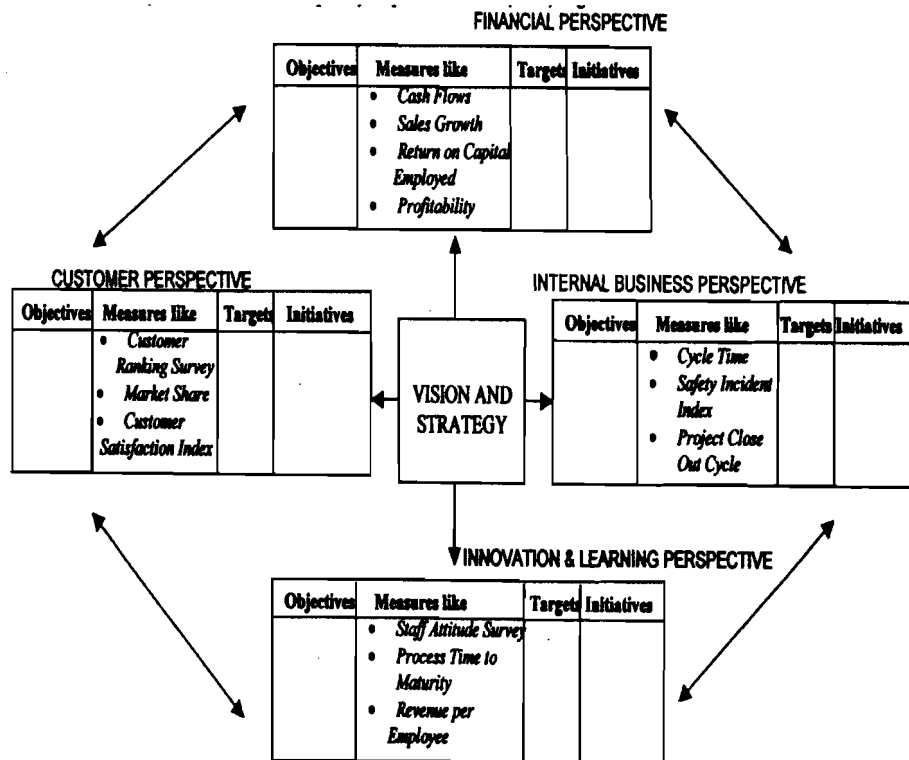 FINANCIAL PERSPECTIVE
Objectives Measures like Targets Initiatives
• Cash Flows
• Sales Growth
• Return on Capital
Employed
• Profitability
CUSTOMER PERSPECTIVE
Objectives Measures like Targets Initiatives
• Customer
Ranking Survey
• Market Share
• Customer
Satisfaction Index
VISION AND
STRATEGY
INTERNAL BUSINESS PERSPECTIVE
Objectives Measures like Targets Initiatives
• Cycle Time
• Safety Incident
Index
• Project Close
Out Cycle
INNOVATION & LEARNING PERSPECTIVE
Objectives Measures like Targets Initiatives
• Staff Attitude Survey
• Process Time to
Maturity
• Revenue per
Employee